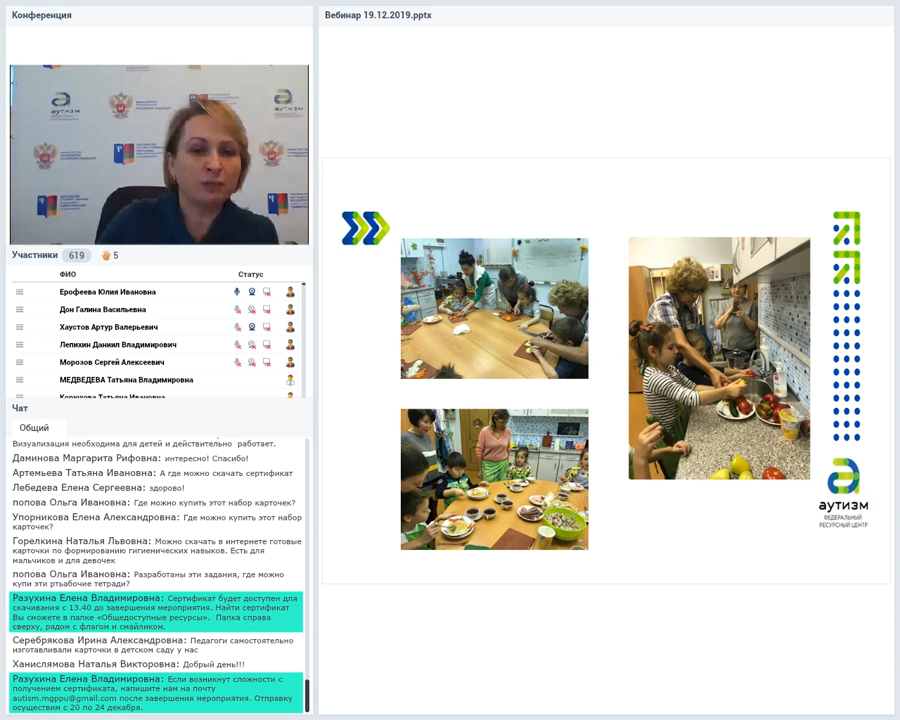 Конференция
Вебинар 19.12.2019.pptx
аутизм
аутизм
Участники 619 5
ФИО Статус
Ерофеева Юлия Ивановна
Дон Галина Васильевна
Хаустов Артур Валерьевич
Лепихин Даниил Владимирович
Морозов Сергей Алексеевич
МЕДВЕДЕВА Татьяна Владимировна
Корюхова Татьяна Ивановна
Чат
Общий
Визуализация необходима для детей и действительно работает.
Даминова Маргарита Рифовна: интересно! Спасибо!
Артемьева Татьяна Ивановна: А где можно скачать сертификат
Лебедева Елена Сергеевна: здорово!
попова Ольга Ивановна: Где можно купить этот набор карточек?
Упорникова Елена Александровна: Где можно купить этот набор
карточек?
Горелкина Наталья Львовна: Можно скачать в интернете готовые
карточки по формированию гигиенических навыков. Есть для
мальчиков и для девочек
попова Ольга Ивановна: Разработаны эти задания, где можно
купи эти ртьабочие тетради?
Разухина Елена Владимировна: Сертификат будет доступен для
скачивания с 13.40 до завершения мероприятия. Найти сертификат
Вы сможете в папке «Общедоступные ресурсы». Папка справа
сверху, рядом с флагом и смайликом.
Серебрякова Ирина Александровна: Педагоги самостоятельно
изготавливали карточки в детском саду у нас
Ханислямова Наталья Викторовна: Добрый день!!!
Разухина Елена Владимировна: Если возникнут сложности с
получением сертификата, напишите нам на почту
autism.mgppu@gmail.com после завершения мероприятия. Отправку
осуществим с 20 по 24 декабря.
аутизм
ФЕДЕРАЛЬНЫЙ
РЕСУРСНЫЙ ЦЕНТР